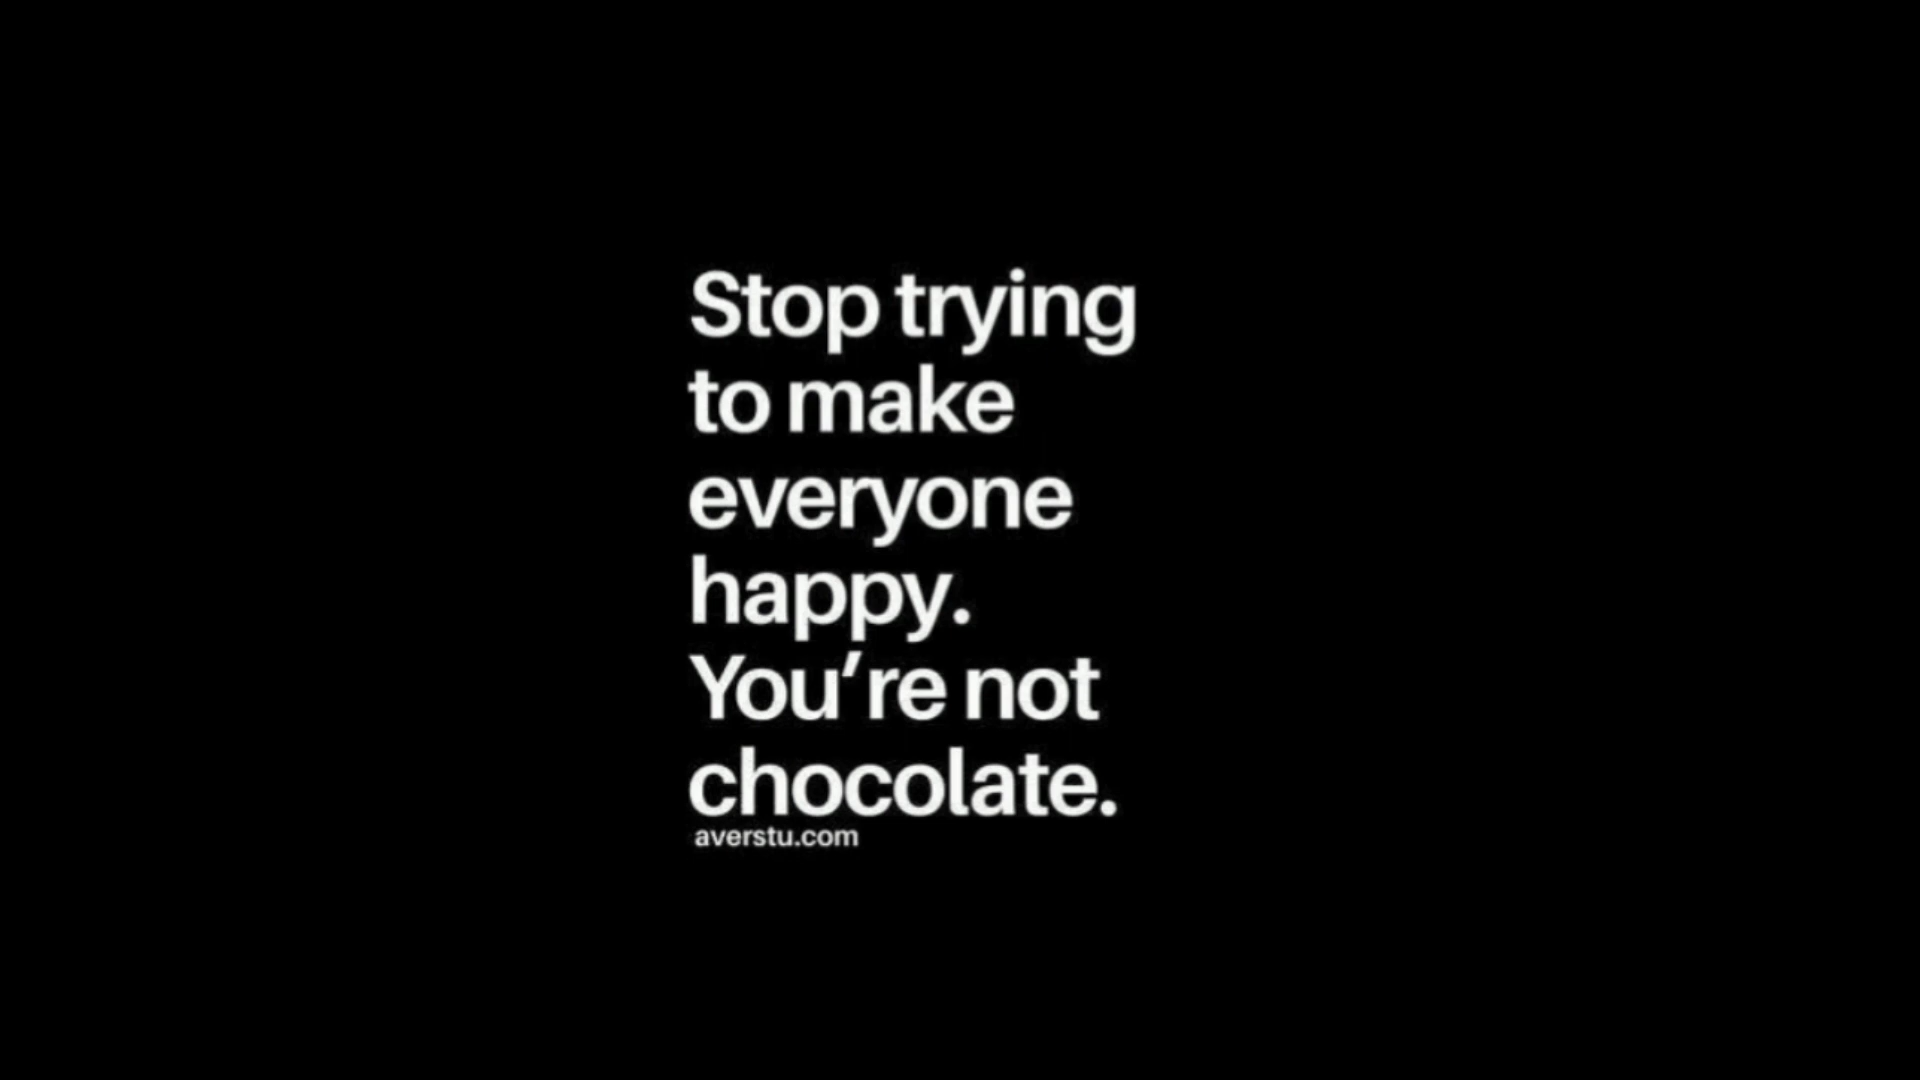 Stop trying
to make
everyone
happy.
You’re not
chocolate.
averstu.com